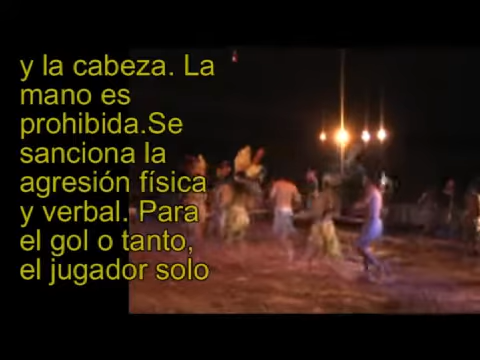 y la cabeza. La
mano es
prohibida.Se
sanciona la
agresión física
y verbal. Para
el gol o tanto,
el jugador solo